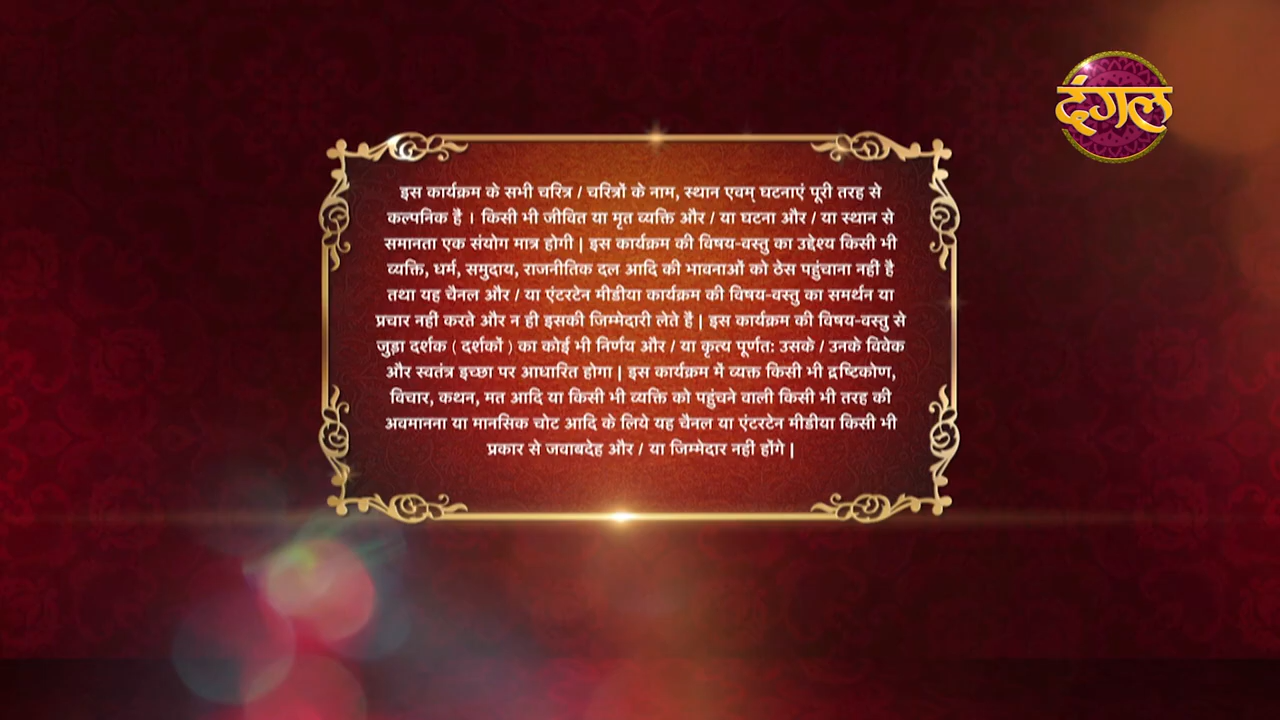 दंगल
इस कार्यक्रम के सभी चरित्र / चरित्रों के नाम, स्थान एवम् घटनाएं पूरी तरह से
कल्पनिक है । किसी भी जीवित या मृत व्यक्ति और / या घटना और / या स्थान से
समानता एक संयोग मात्र होगी | इस कार्यक्रम की विषय-वस्तु का उद्देश्य किसी भी
व्यक्ति, धर्म, समुदाय, राजनीतिक दल आदि की भावनाओं को ठेस पहुंचाना नहीं है
तथा यह चैनल और / या एंटरटेन मीडीया कार्यक्रम की विषय-वस्तु का समर्थन या
प्रचार नहीं करते और न ही इसकी जिम्मेदारी लेते हैं | इस कार्यक्रम की विषय-वस्तु से
जुड़ा दर्शक ( दर्शकों ) का कोई भी निर्णय और / या कृत्य पूर्णत: उसके / उनके विवेक
और स्वतंत्र इच्छा पर आधारित होगा | इस कार्यक्रम में व्यक्त किसी भी द्रष्टिकोण,
विचार, कथन, मत आदि या किसी भी व्यक्ति को पहुंचने वाली किसी भी तरह की
अवमानना या मानसिक चोट आदि के लिये यह चैनल या एंटरटेन मीडीया किसी भी
प्रकार से जवाबदेह और / या जिम्मेदार नहीं होंगे |